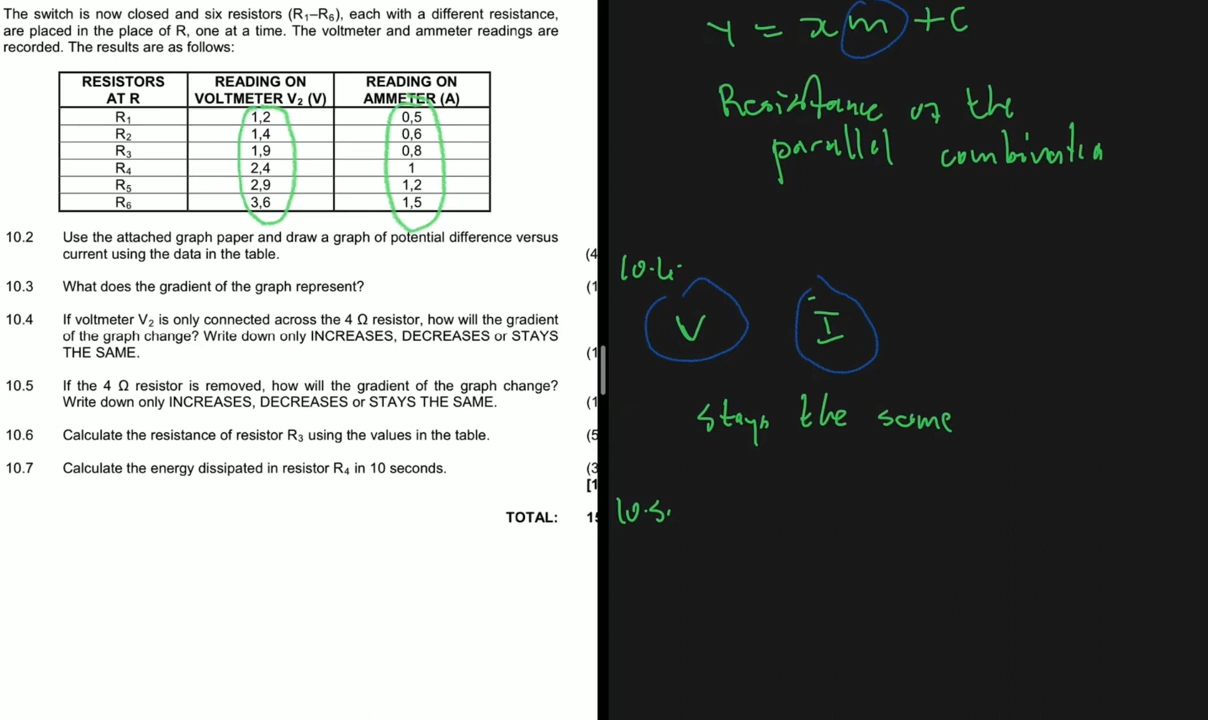 The switch is now closed and six resistors (R₁–R₆), each with a different resistance,
are placed in the place of R, one at a time. The voltmeter and ammeter readings are
recorded. The results are as follows:
RESISTORS AT R | READING ON VOLTMETER V₂ (V) | READING ON AMMETER (A)
R₁ 1,2 0,5
R₂ 1,4 0,6
R₃ 1,9 0,8
R₄ 2,4 1
R₅ 2,9 1,2
R₆ 3,6 1,5
10.2 Use the attached graph paper and draw a graph of potential difference versus
current using the data in the table. (4
10.3 What does the gradient of the graph represent? (1
10.4 If voltmeter V₂ is only connected across the 4 Ω resistor, how will the gradient
of the graph change? Write down only INCREASES, DECREASES or STAYS
THE SAME. (1
10.5 If the 4 Ω resistor is removed, how will the gradient of the graph change?
Write down only INCREASES, DECREASES or STAYS THE SAME. (1
10.6 Calculate the resistance of resistor R₃ using the values in the table. (5
10.7 Calculate the energy dissipated in resistor R₄ in 10 seconds. (3
[1
TOTAL: 15
Y = xm + C
Resistance of the
parallel combination
10.4.
V I
stays the same
10.5.